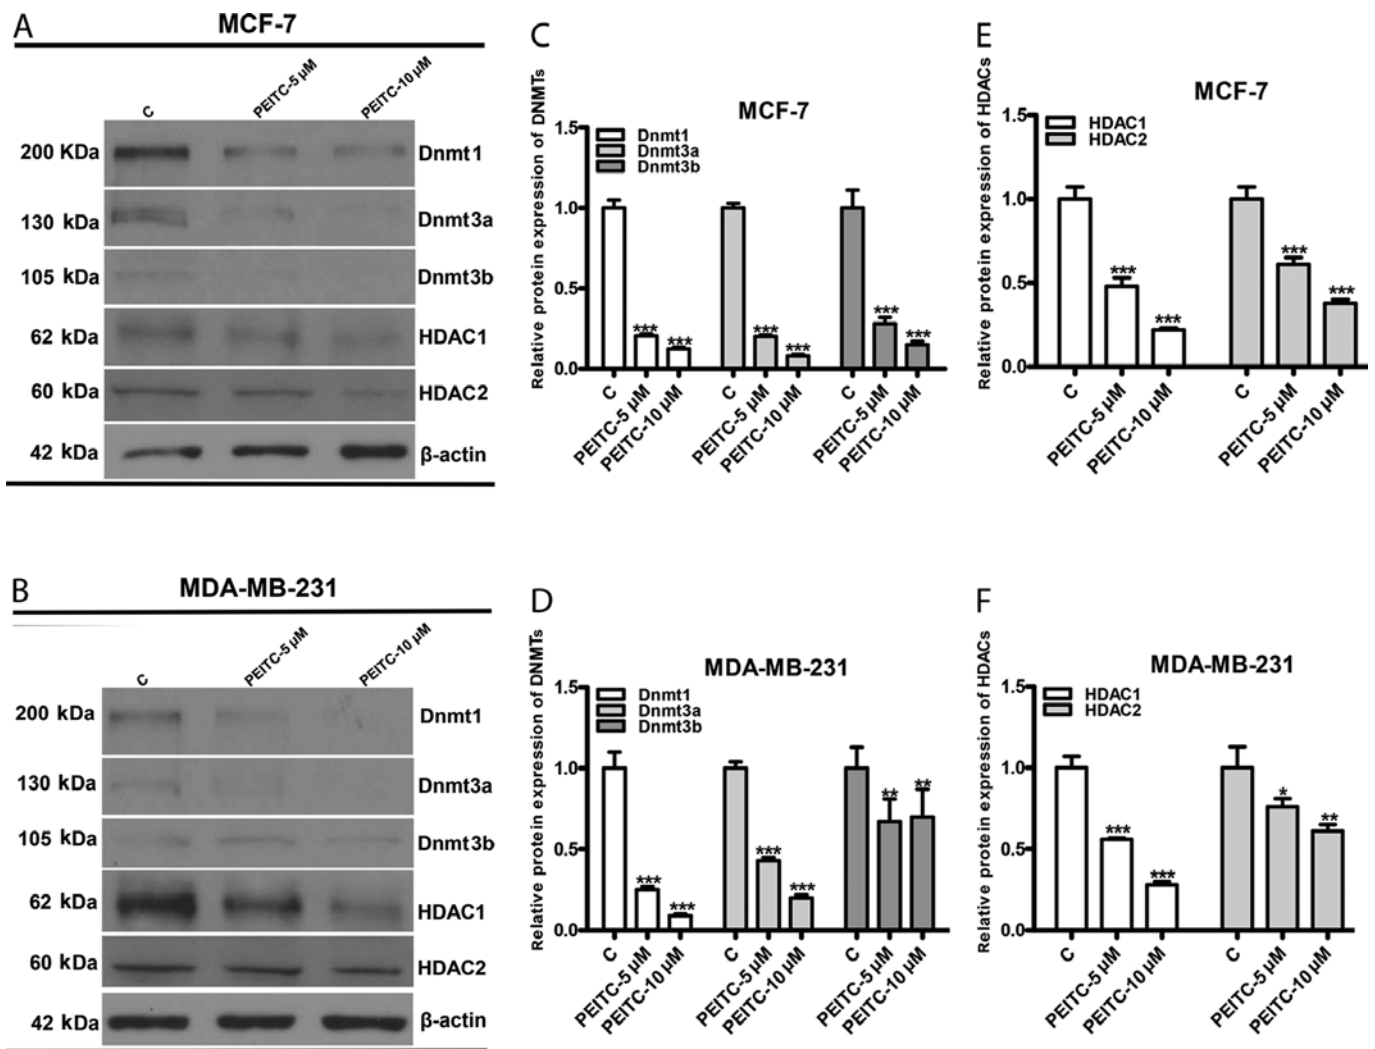 A
MCF-7
C
PEITC-5 µM
PEITC-10 µM
200 KDa
Dnmt1
130 kDa
Dnmt3a
105 kDa
Dnmt3b
62 kDa
HDAC1
60 kDa
HDAC2
42 kDa
β-actin
B
MDA-MB-231
C
PEITC-5 µM
PEITC-10 µM
200 kDa
Dnmt1
130 kDa
Dnmt3a
105 kDa
Dnmt3b
62 kDa
HDAC1
60 kDa
HDAC2
42 kDa
β-actin
C
MCF-7
Relative protein expression of DNMTs
Dnmt1
Dnmt3a
Dnmt3b
1.5
1.0
0.5
0.0
*** *** *** *** *** ***
C PEITC-5 µM PEITC-10 µM C PEITC-5 µM PEITC-10 µM C PEITC-5 µM PEITC-10 µM
D
MDA-MB-231
Relative protein expression of DNMTs
Dnmt1
Dnmt3a
Dnmt3b
1.5
1.0
0.5
0.0
*** *** *** *** ** **
C PEITC-5 µM PEITC-10 µM C PEITC-5 µM PEITC-10 µM C PEITC-5 µM PEITC-10 µM
E
MCF-7
Relative protein expression of HDACs
HDAC1
HDAC2
1.5
1.0
0.5
0.0
*** *** *** ***
C PEITC-5 µM PEITC-10 µM C PEITC-5 µM PEITC-10 µM
F
MDA-MB-231
Relative protein expression of HDACs
HDAC1
HDAC2
1.5
1.0
0.5
0.0
*** *** * **
C PEITC-5 µM PEITC-10 µM C PEITC-5 µM PEITC-10 µM